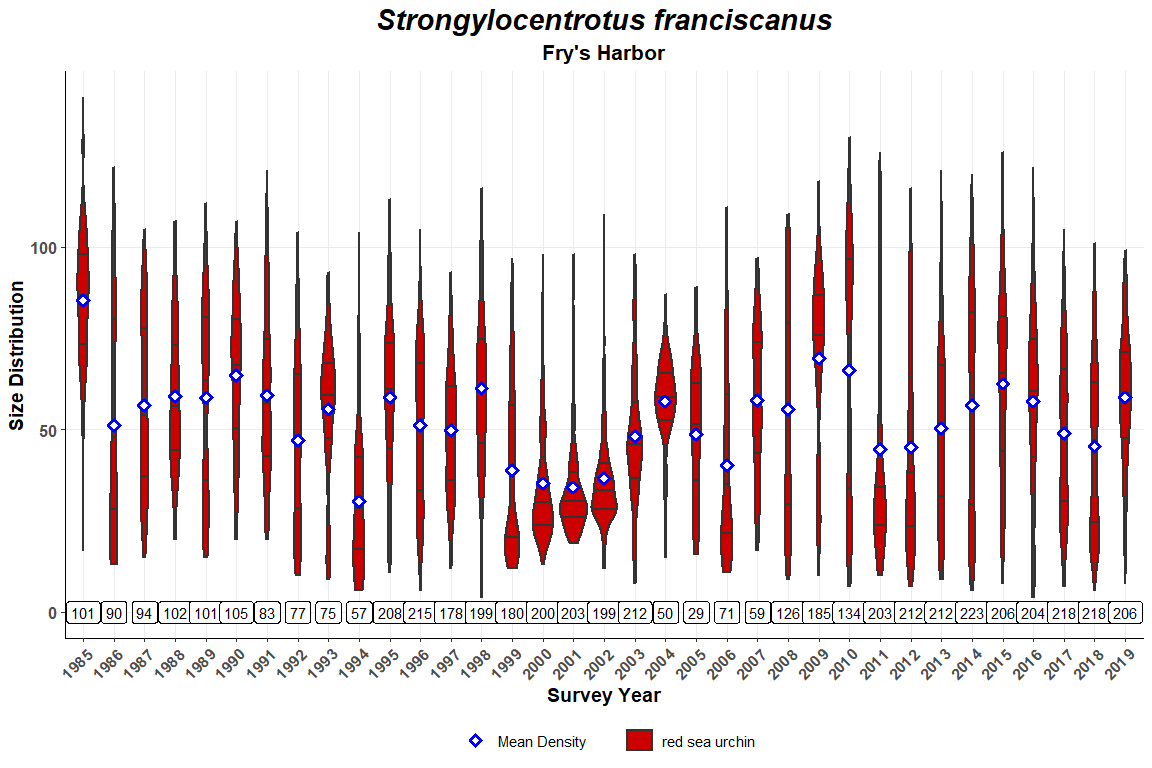 Strongylocentrotus franciscanus
Fry's Harbor
Size Distribution
100
50
0
101 90 94 102 101 105 83 77 75 57 208 215 178 199 180 200 203 199 212 50 29 71 59 126 185 134 203 212 212 223 206 204 218 218 206
1985 1986 1987 1988 1989 1990 1991 1992 1993 1994 1995 1996 1997 1998 1999 2000 2001 2002 2003 2004 2005 2006 2007 2008 2009 2010 2011 2012 2013 2014 2015 2016 2017 2018 2019
Survey Year
Mean Density red sea urchin